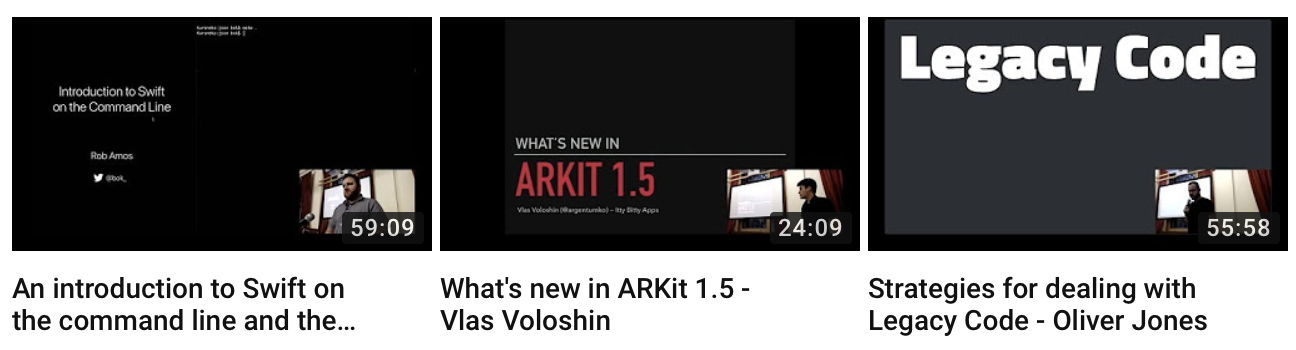 Introduction to Swift
on the Command Line
Rob Amos
@bok_
59:09
WHAT'S NEW IN
ARKIT 1.5
Vlas Voloshin (@argentumko) – Itty Bitty Apps
24:09
Legacy Code
55:58
An introduction to Swift on
the command line and the...
What's new in ARKit 1.5 -
Vlas Voloshin
Strategies for dealing with
Legacy Code - Oliver Jones